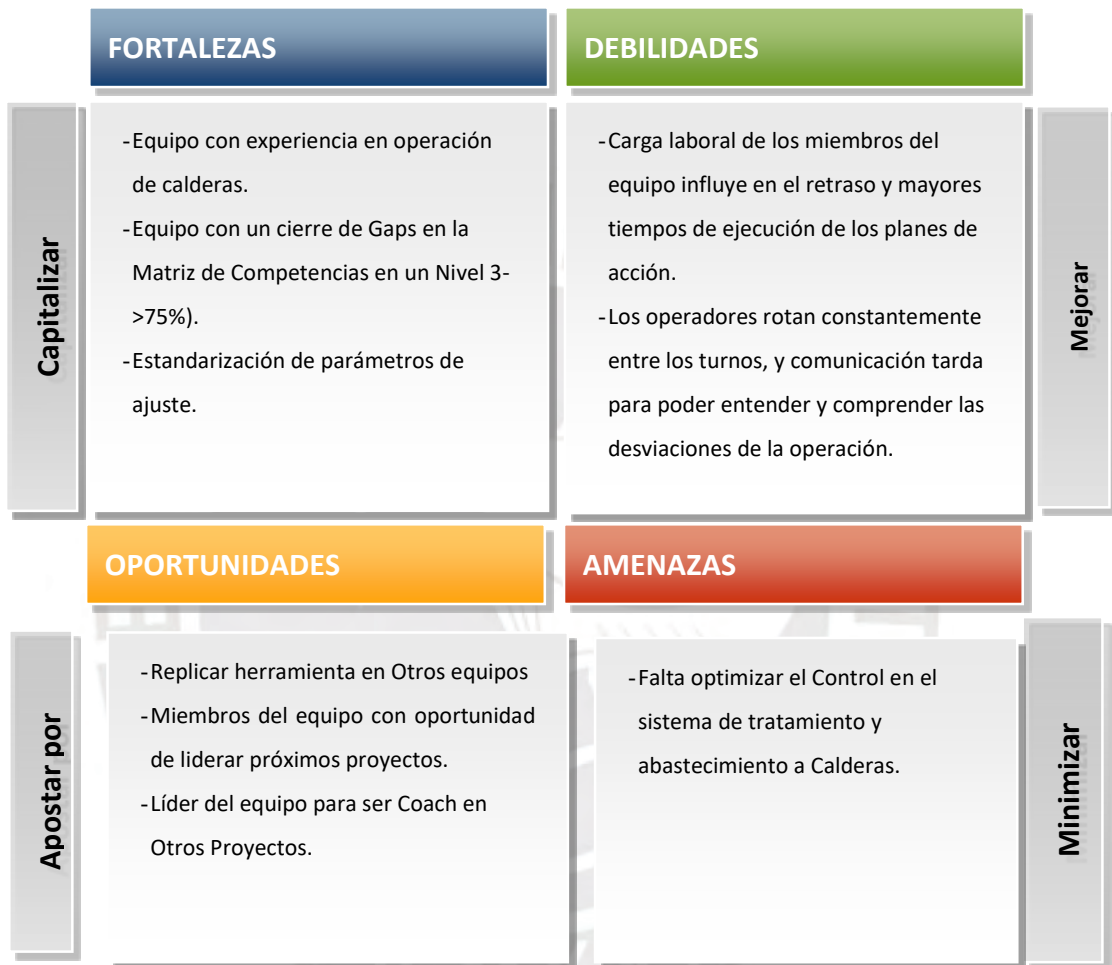 FORTALEZAS
DEBILIDADES
Capitalizar
-Equipo con experiencia en operación
de calderas.
-Equipo con un cierre de Gaps en la
Matriz de Competencias en un Nivel 3-
>75%).
-Estandarización de parámetros de
ajuste.
-Carga laboral de los miembros del
equipo influye en el retraso y mayores
tiempos de ejecución de los planes de
acción.
-Los operadores rotan constantemente
entre los turnos, y comunicación tarda
para poder entender y comprender las
desviaciones de la operación.
Mejorar
OPORTUNIDADES
AMENAZAS
Apostar por
-Replicar herramienta en Otros equipos
-Miembros del equipo con oportunidad
de liderar próximos proyectos.
-Líder del equipo para ser Coach en
Otros Proyectos.
-Falta optimizar el Control en el
sistema de tratamiento y
abastecimiento a Calderas.
Minimizar